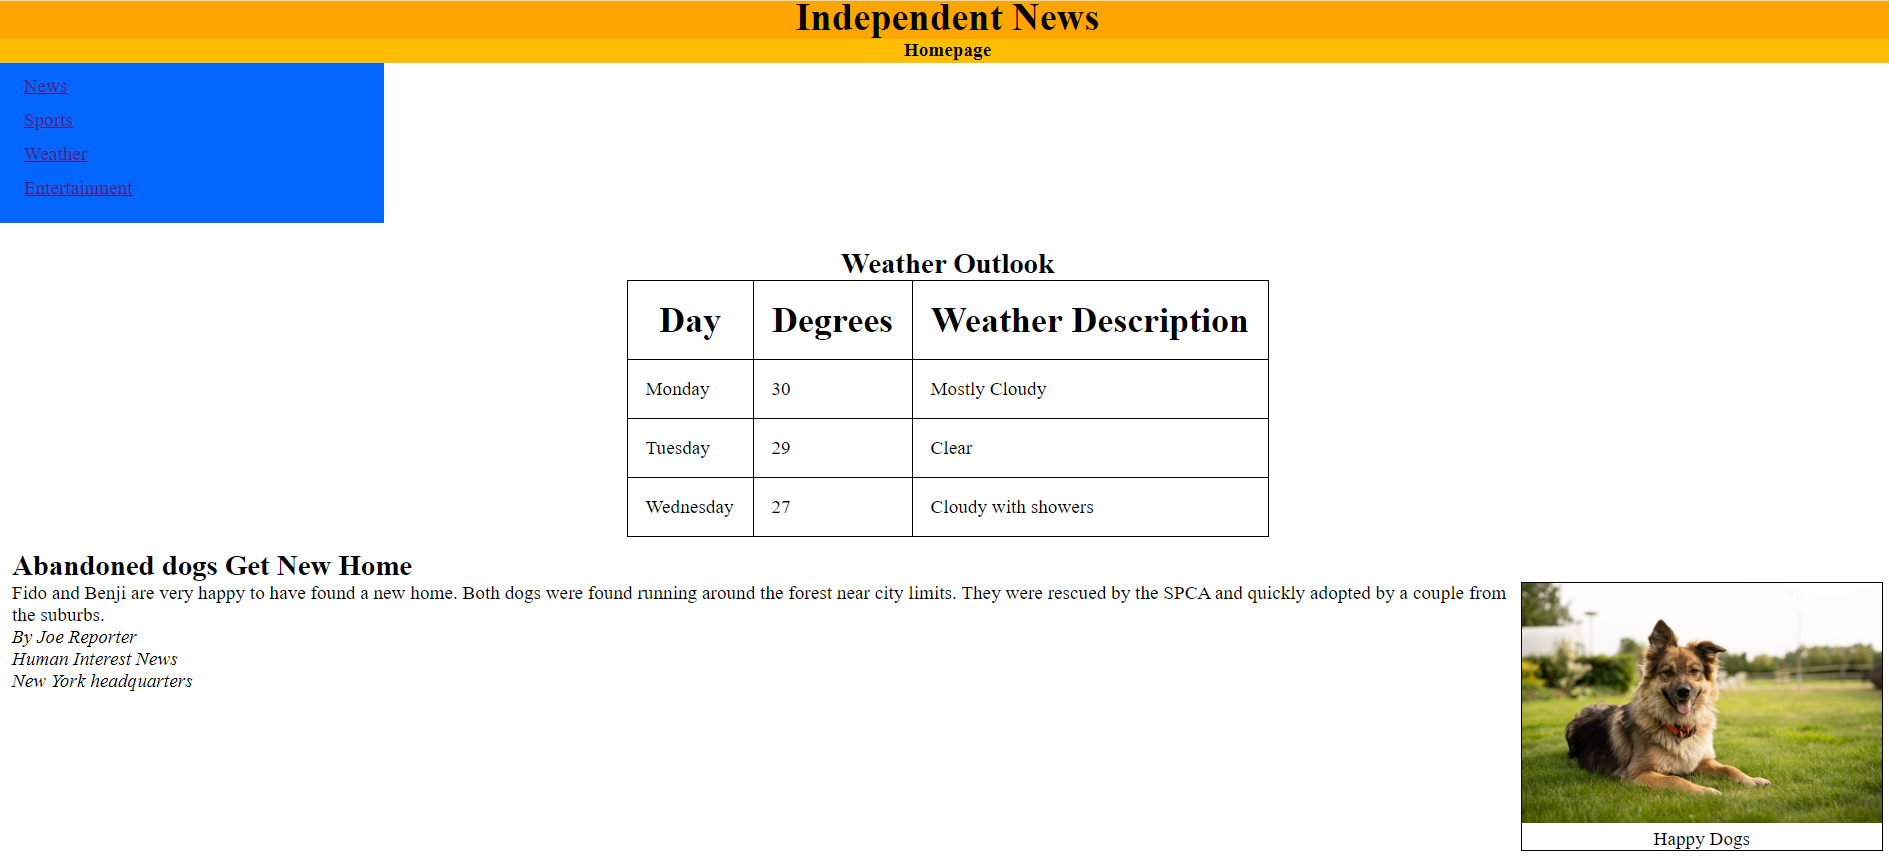 Independent News
Homepage
News
Sports
Weather
Entertainment
Weather Outlook
Day Degrees Weather Description
Monday 30 Mostly Cloudy
Tuesday 29 Clear
Wednesday 27 Cloudy with showers
Abandoned dogs Get New Home
Fido and Benji are very happy to have found a new home. Both dogs were found running around the forest near city limits. They were rescued by the SPCA and quickly adopted by a couple from
the suburbs.
By Joe Reporter
Human Interest News
New York headquarters
Happy Dogs